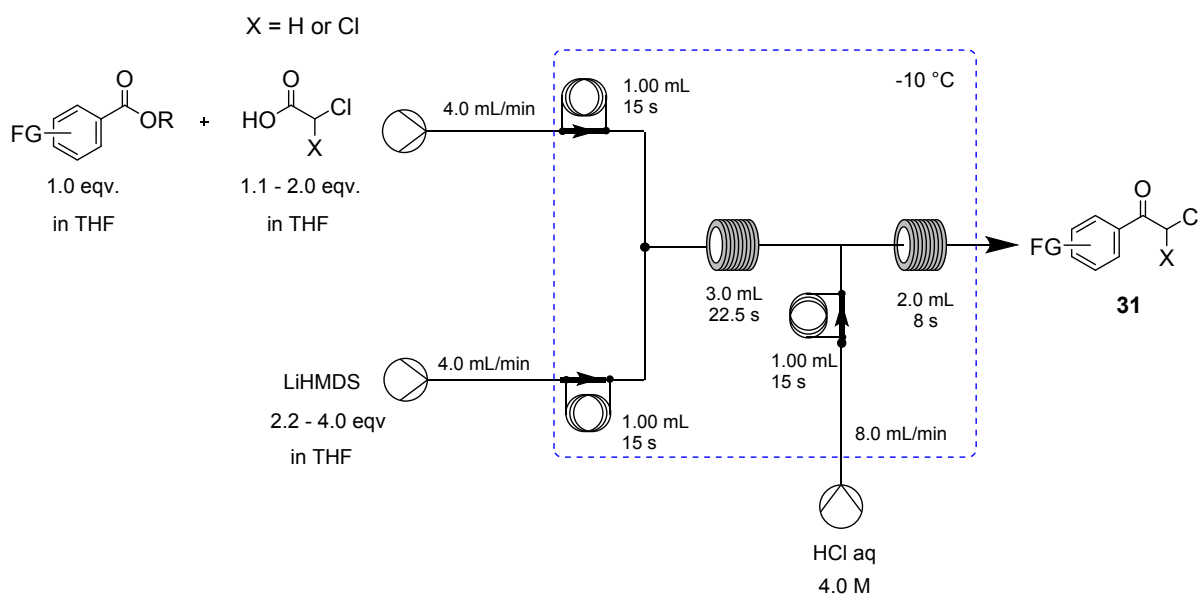 X = H or Cl
O
OR
FG
1.0 eqv.
in THF
+
O
HO
Cl
X
1.1 - 2.0 eqv.
in THF
4.0 mL/min
1.00 mL
15 s
-10 °C
LiHMDS
2.2 - 4.0 eqv
in THF
4.0 mL/min
1.00 mL
15 s
3.0 mL
22.5 s
1.00 mL
15 s
2.0 mL
8 s
8.0 mL/min
HCl aq
4.0 M
O
C
FG
X
31